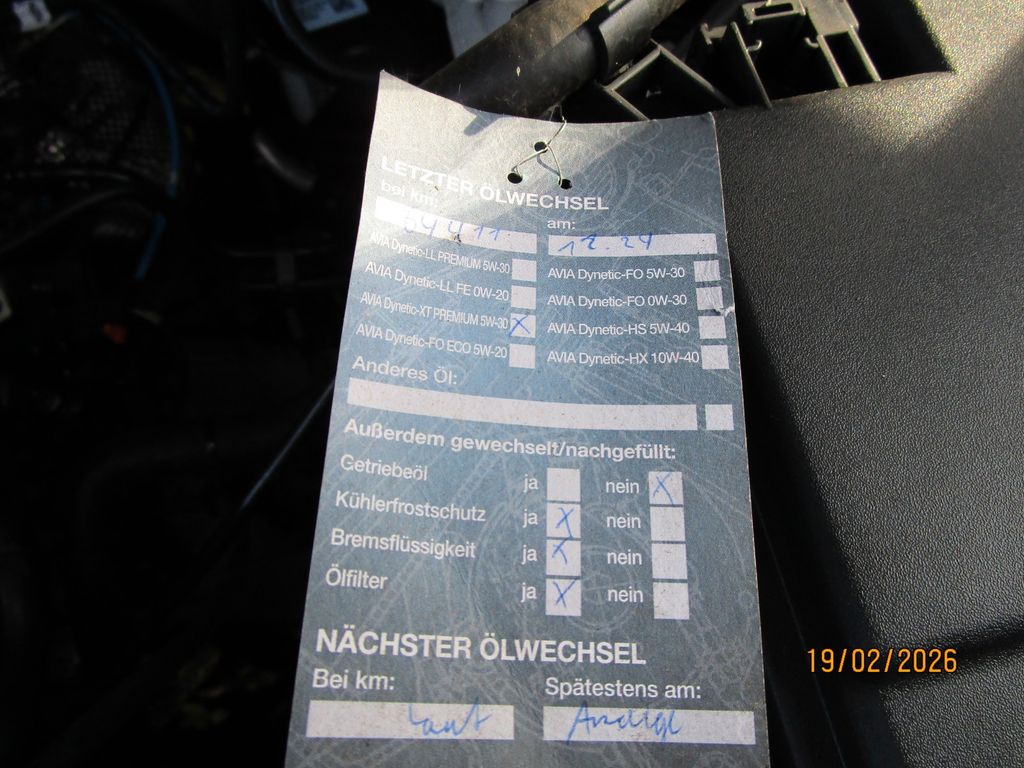 LETZTER ÖLWECHSEL
bei km: am:
64 411 12.24
AVIA Dynetic-LL PREMIUM 5W-30 AVIA Dynetic-FO 5W-30
AVIA Dynetic-LL FE 0W-20 AVIA Dynetic-FO 0W-30
AVIA Dynetic-XT PREMIUM 5W-30 X AVIA Dynetic-HS 5W-40
AVIA Dynetic-FO ECO 5W-20 AVIA Dynetic-HX 10W-40
Anderes Öl:
Außerdem gewechselt/nachgefüllt:
Getriebeöl ja nein X
Kühlerfrostschutz ja X nein
Bremsflüssigkeit ja X nein
Ölfilter ja X nein
NÄCHSTER ÖLWECHSEL
Bei km: Spätestens am:
laut Anzeige
19/02/2026